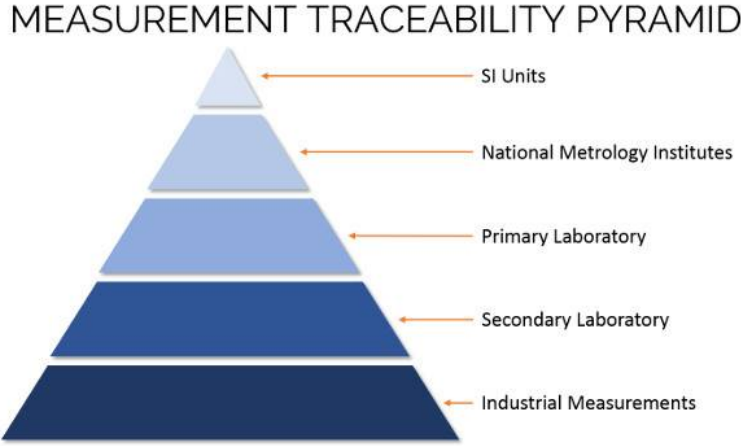 MEASUREMENT TRACEABILITY PYRAMID
SI Units
National Metrology Institutes
Primary Laboratory
Secondary Laboratory
Industrial Measurements